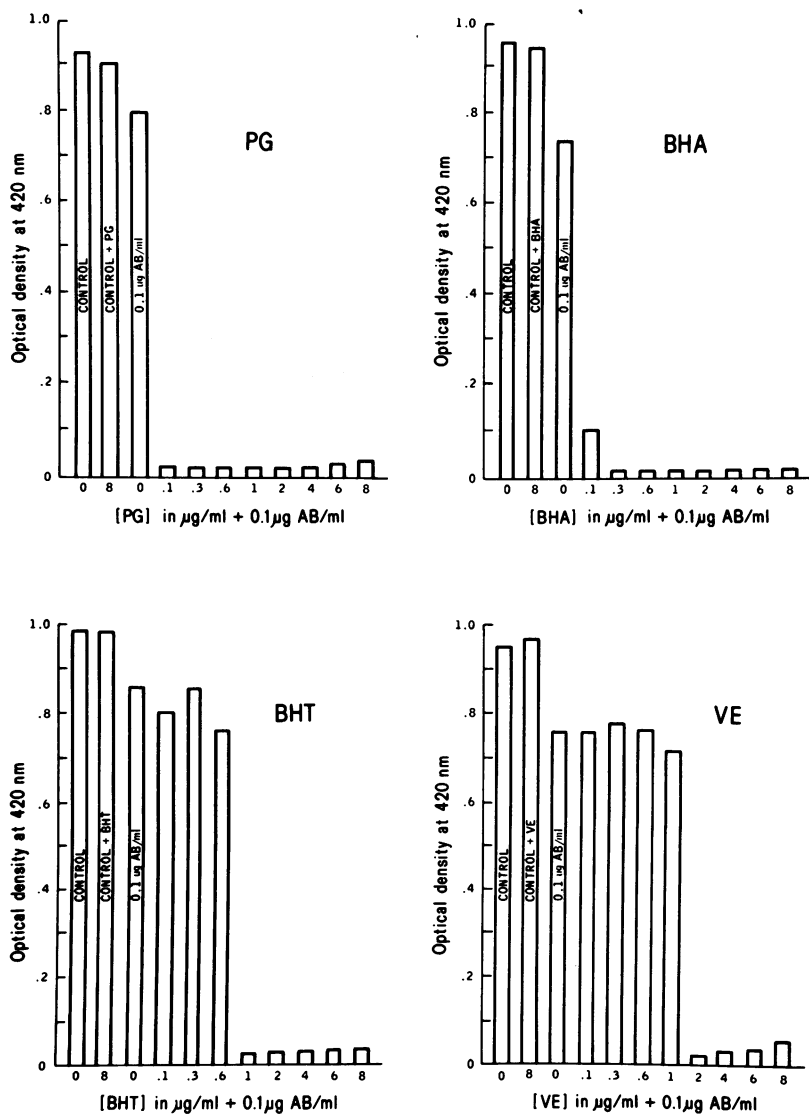 PG
Optical density at 420 nm
1.0
.8
.6
.4
.2
0
CONTROL
CONTROL + PG
0.1 ug AB/ml
0 8 0 .1 .3 .6 1 2 4 6 8
[PG] in µg/ml + 0.1µg AB/ml
BHA
Optical density at 420 nm
1.0
.8
.6
.4
.2
0
CONTROL
CONTROL + BHA
0.1 ug AB/ml
0 8 0 .1 .3 .6 1 2 4 6 8
[BHA] in µg/ml + 0.1µg AB/ml
BHT
Optical density at 420 nm
1.0
.8
.6
.4
.2
0
CONTROL
CONTROL + BHT
0.1 ug AB/ml
0 8 0 .1 .3 .6 1 2 4 6 8
[BHT] in µg/ml + 0.1µg AB/ml
VE
Optical density at 420 nm
1.0
.8
.6
.4
.2
0
CONTROL
CONTROL + VE
0.1 ug AB/ml
0 8 0 .1 .3 .6 1 2 4 6 8
[VE] in µg/ml + 0.1µg AB/ml